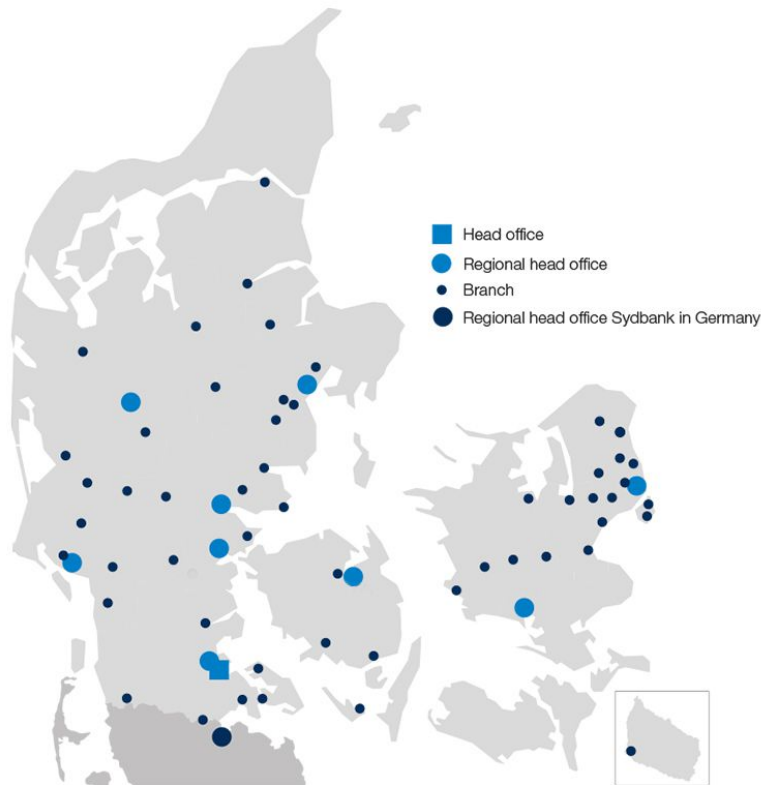 Head office
Regional head office
Branch
Regional head office Sydbank in Germany